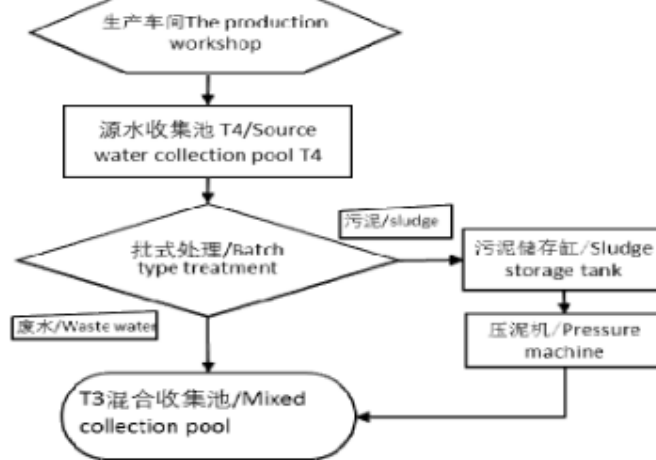 生产车间The production
workshop
源水收集池 T4/Source
water collection pool T4
污泥/sludge
批式处理/Batch
type treatment
污泥储存缸/Sludge
storage tank
废水/Waste water
压泥机/Pressure
machine
T3混合收集池/Mixed
collection pool